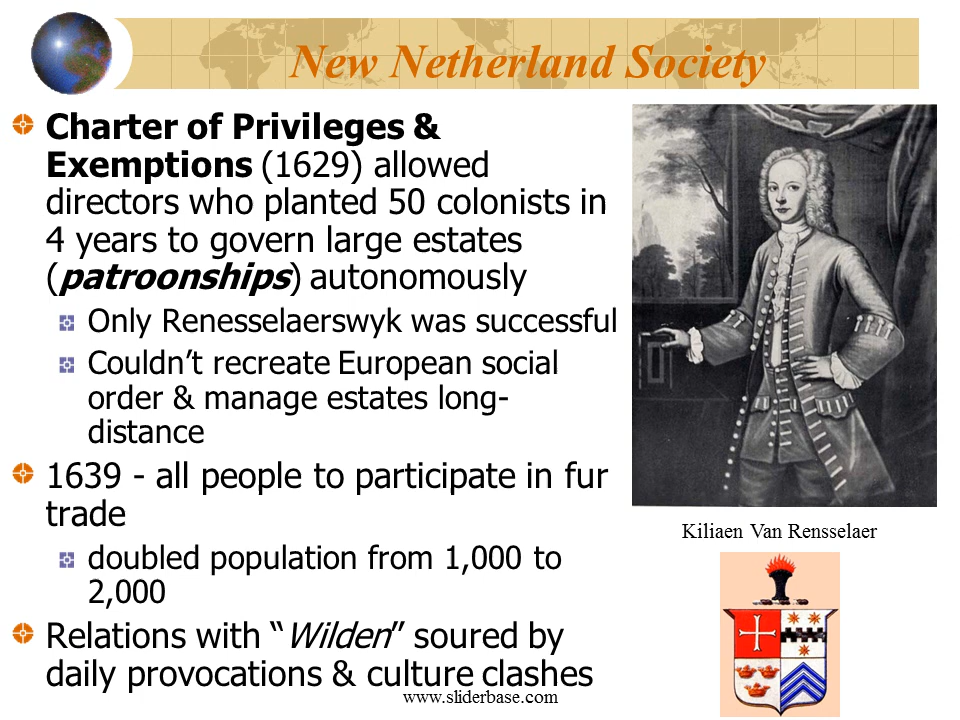 New Netherland Society
Charter of Privileges &
Exemptions (1629) allowed
directors who planted 50 colonists in
4 years to govern large estates
(patroonships) autonomously
Only Renesselaerswyk was successful
Couldn’t recreate European social
order & manage estates long-
distance
1639 - all people to participate in fur
trade
doubled population from 1,000 to
2,000
Relations with “Wilden” soured by
daily provocations & culture clashes
Kiliaen Van Rensselaer
www.sliderbase.com